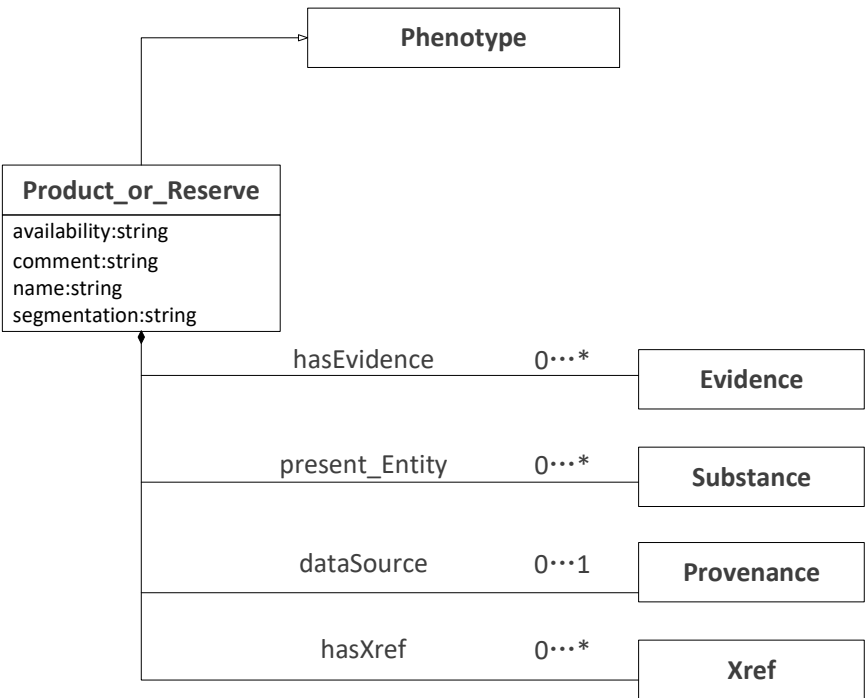 Phenotype
Product_or_Reserve
availability:string
comment:string
name:string
segmentation:string
hasEvidence 0···*
Evidence
present_Entity 0···*
Substance
dataSource 0···1
Provenance
hasXref 0···*
Xref